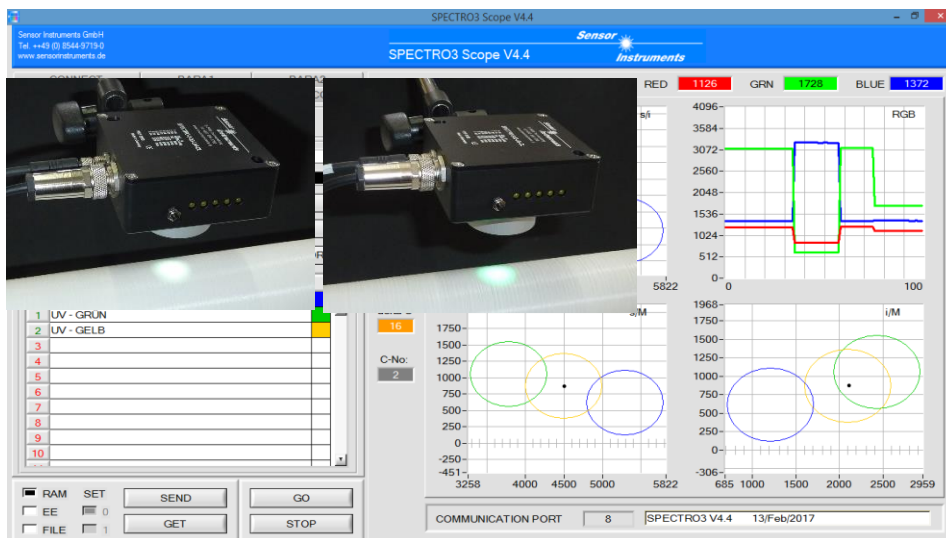 SPECTRO3 Scope V4.4
Sensor Instruments GmbH
Tel. ++49 (0) 8544-9719-0
www.sensorinstruments.de
SPECTRO3 Scope V4.4
Sensor
Instruments
CONNECT PARA1 PARA2
RED 1126 GRN 1728 BLUE 1372
s/i
5822
RGB
4096
3584
3072
2560
2048
1536
1024
512
0
0 100
1 UV - GRÜN
2 UV - GELB
3
4
5
6
7
8
9
10
16
C-No:
2
s/M
1750
1500
1250
1000
750
500
250
0
-250
-451
3258 4000 4500 5000 5822
i/M
1968
1750
1500
1250
1000
750
500
250
0
-306
685 1000 1500 2000 2500 2959
RAM SET
EE 0
FILE 1
SEND GO
GET STOP
COMMUNICATION PORT 8 SPECTRO3 V4.4 13/Feb/2017